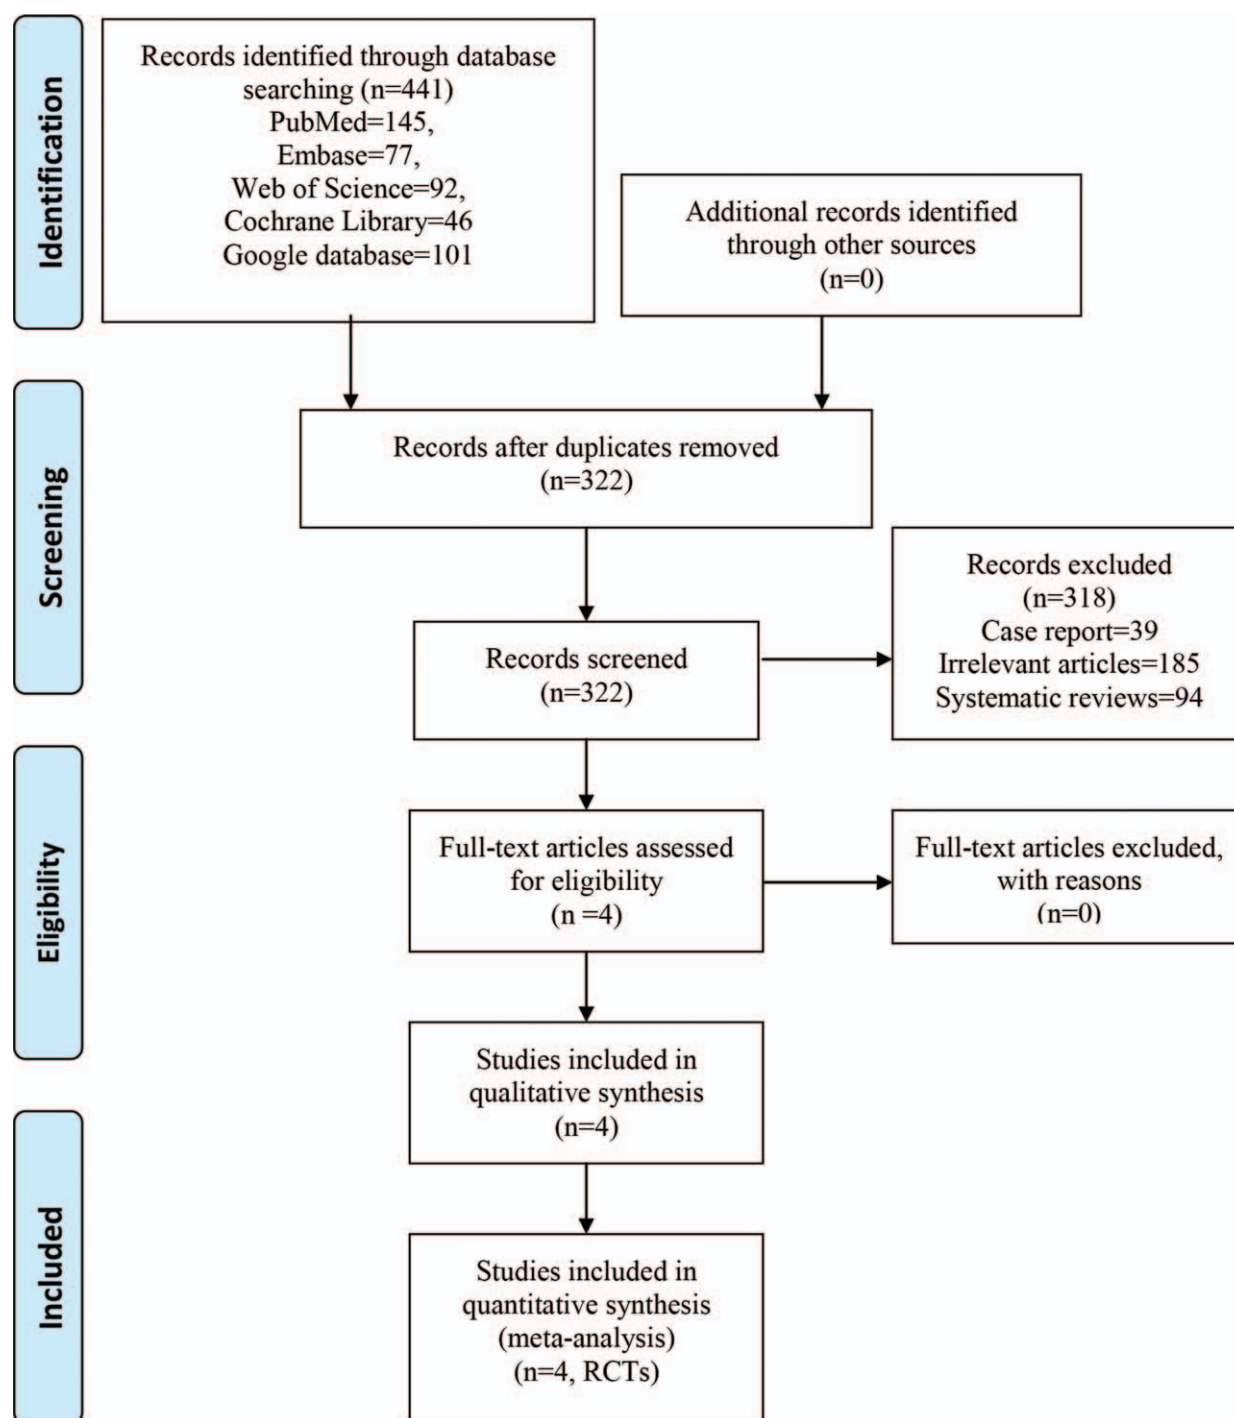 Identification
Records identified through database
searching (n=441)
PubMed=145,
Embase=77,
Web of Science=92,
Cochrane Library=46
Google database=101
Additional records identified
through other sources
(n=0)
Screening
Records after duplicates removed
(n=322)
Records screened
(n=322)
Records excluded
(n=318)
Case report=39
Irrelevant articles=185
Systematic reviews=94
Eligibility
Full-text articles assessed
for eligibility
(n =4)
Full-text articles excluded,
with reasons
(n=0)
Studies included in
qualitative synthesis
(n=4)
Included
Studies included in
quantitative synthesis
(meta-analysis)
(n=4, RCTs)